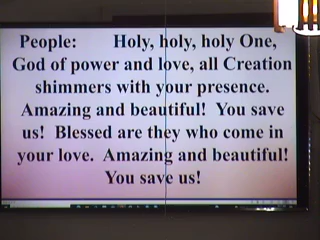 People: Holy, holy, holy One,
God of power and love, all Creation
shimmers with your presence.
Amazing and beautiful! You save
us! Blessed are they who come in
your love. Amazing and beautiful!
You save us!